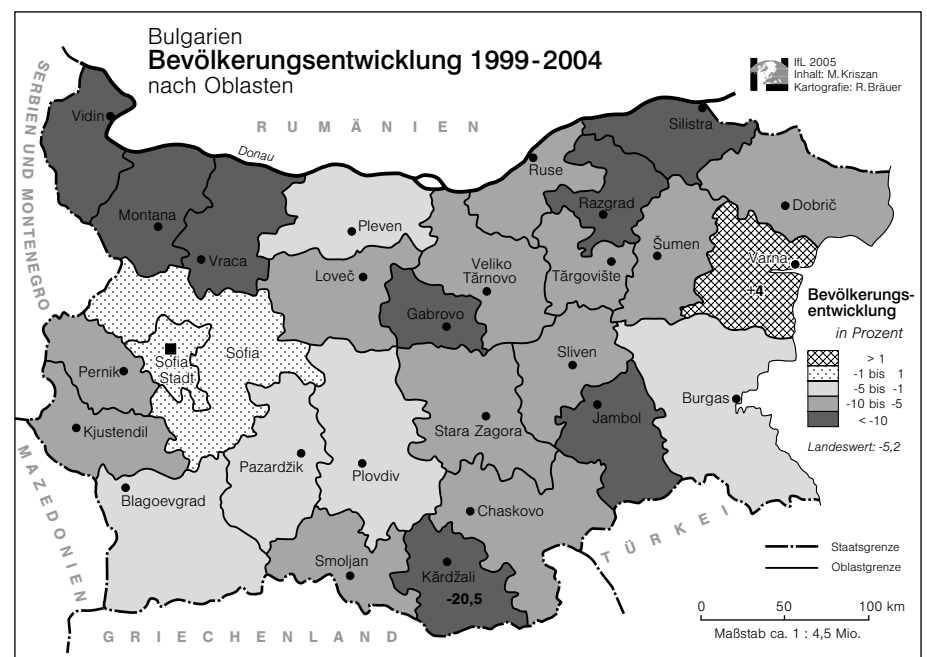 Bulgarien
Bevölkerungsentwicklung 1999-2004
nach Oblasten
IfL 2005
Inhalt: M. Kriszan
Kartografie: R. Bräuer
SERBIEN UND MONTENEGRO
RUMÄNIEN
Donau
Vidin
Silistra
Ruse
Montana
Razgrad
Dobrič
Pleven
Vraca
Šumen
Varna
Loveč
Veliko
Tărnovo
Tărgovište
+4
Gabrovo
Sofia
Sofia
Stadt
Pernik
Sliven
Burgas
Kjustendil
Stara Zagora
Jambol
Pazardžik
Plovdiv
Blagoevgrad
Chaskovo
Smoljan
Kărdžali
-20,5
MAZEDONIEN
GRIECHENLAND
TÜRKEI
Bevölkerungs-
entwicklung
in Prozent
> 1
-1 bis 1
-5 bis -1
-10 bis -5
< -10
Landeswert: -5,2
Staatsgrenze
Oblastgrenze
0 50 100 km
Maßstab ca. 1 : 4,5 Mio.